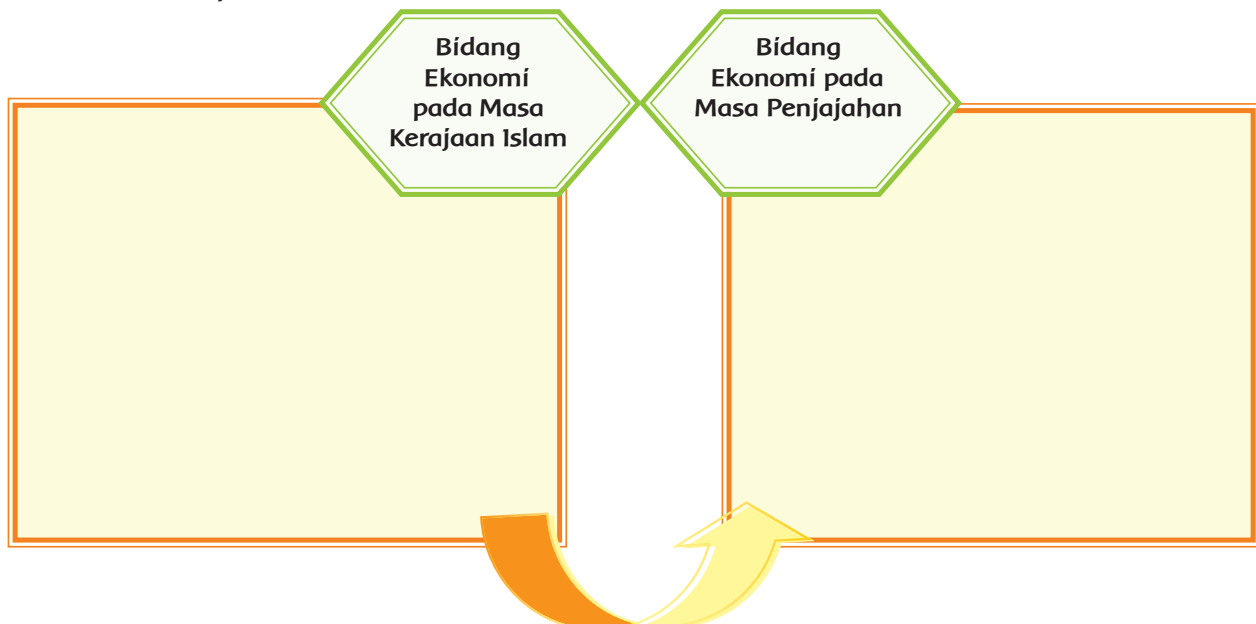 Bidang
Ekonomi
pada Masa
Kerajaan Islam
Bidang
Ekonomi pada
Masa Penjajahan